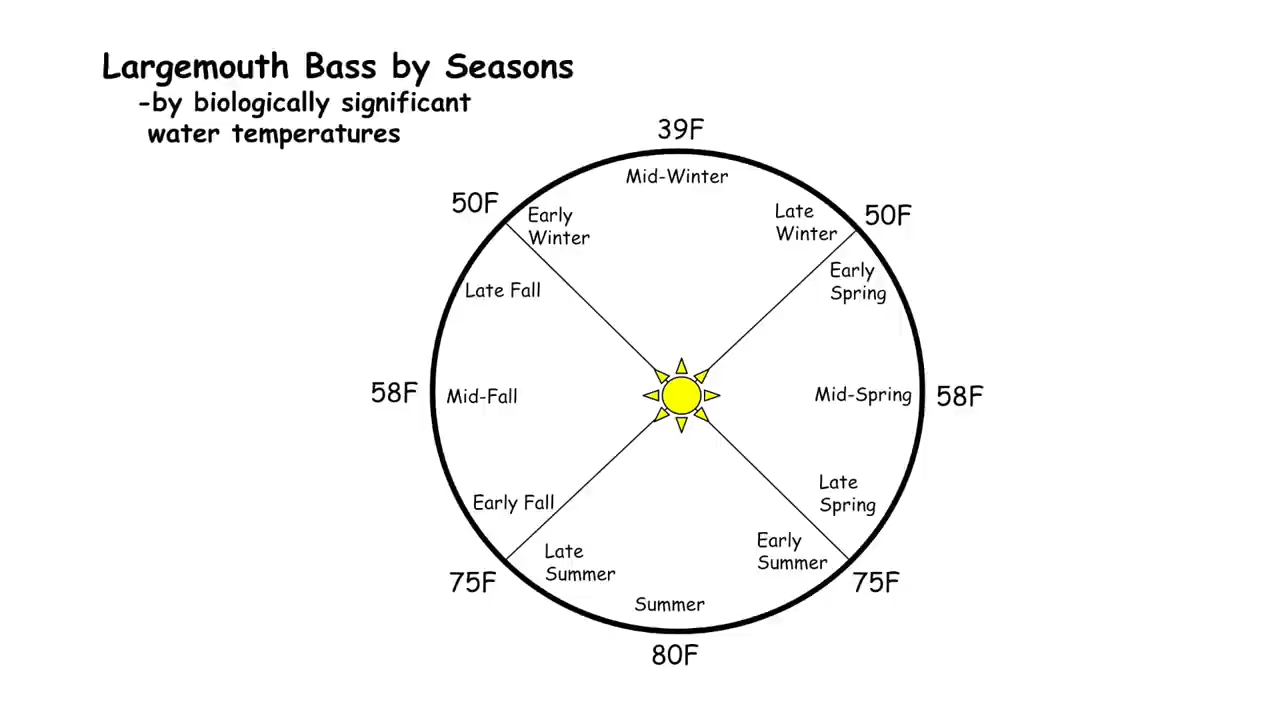 Largemouth Bass by Seasons
-by biologically significant
water temperatures
39F
Mid-Winter
50F
Early
Winter
Late
Winter
50F
Late Fall
Early
Spring
58F
Mid-Fall
Mid-Spring
58F
Early Fall
Late
Spring
75F
Late
Summer
Early
Summer
75F
Summer
80F